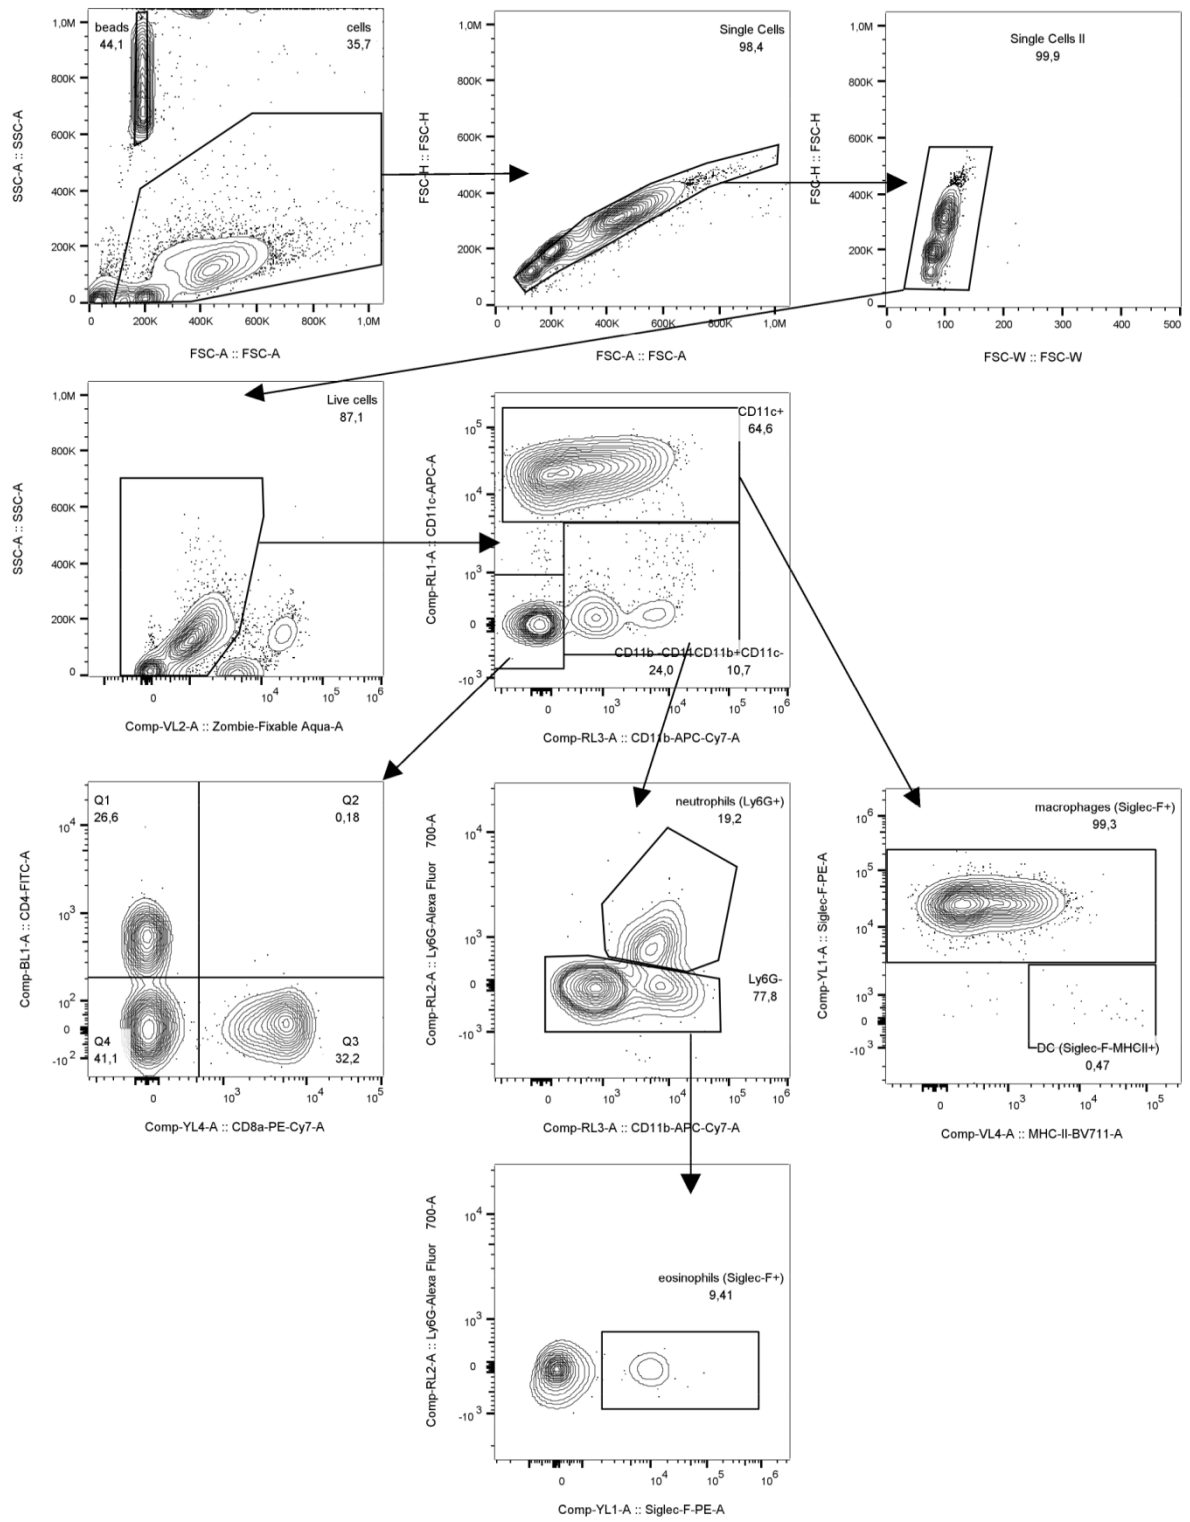 beads
44,1
cells
35,7
1,0M
800K
600K
400K
200K
0
SSC-A :: SSC-A
0 200K 400K 600K 800K 1,0M
FSC-A :: FSC-A
Single Cells
98,4
1,0M
800K
600K
400K
200K
0
FSC-H :: FSC-H
0 200K 400K 600K 800K 1,0M
FSC-A :: FSC-A
Single Cells II
99,9
1,0M
800K
600K
400K
200K
0
FSC-H :: FSC-H
0 100 200 300 400 500
FSC-W :: FSC-W
Live cells
87,1
1,0M
800K
600K
400K
200K
0
SSC-A :: SSC-A
0 10^4 10^5 10^6
Comp-VL2-A :: Zombie-Fixable Aqua-A
CD11c+
64,6
10^5
10^4
10^3
0
-10^3
Comp-RL1-A :: CD11c-APC-A
CD11b -CD11CD11b+CD11c-
24,0 10,7
0 10^3 10^4 10^5 10^6
Comp-RL3-A :: CD11b-APC-Cy7-A
Q1
26,6
Q2
0,18
10^4
10^3
10^2
0
-10^2
Comp-BL1-A :: CD4-FITC-A
Q4
41,1
Q3
32,2
0 10^3 10^4 10^5
Comp-YL4-A :: CD8a-PE-Cy7-A
neutrophils (Ly6G+)
19,2
10^4
10^3
0
-10^3
Comp-RL2-A :: Ly6G-Alexa Fluor 700-A
Ly6G-
77,8
0 10^3 10^4 10^5 10^6
Comp-RL3-A :: CD11b-APC-Cy7-A
macrophages (Siglec-F+)
99,3
10^6
10^5
10^4
10^3
0
-10^3
Comp-YL1-A :: Siglec-F-PE-A
DC (Siglec-F-MHCII+)
0,47
0 10^3 10^4 10^5
Comp-VL4-A :: MHC-II-BV711-A
10^4
10^3
0
-10^3
Comp-RL2-A :: Ly6G-Alexa Fluor 700-A
eosinophils (Siglec-F+)
9,41
0 10^4 10^5 10^6
Comp-YL1-A :: Siglec-F-PE-A